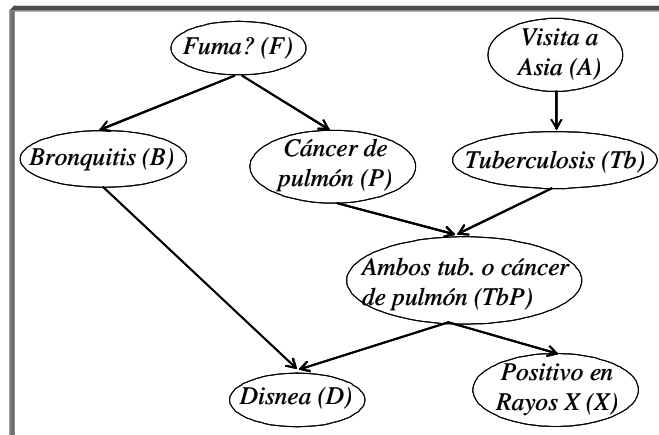 Fuma? (F)
Visita a
Asia (A)
Bronquitis (B)
Cáncer de
pulmón (P)
Tuberculosis (Tb)
Ambos tub. o cáncer
de pulmón (TbP)
Disnea (D)
Positivo en
Rayos X (X)